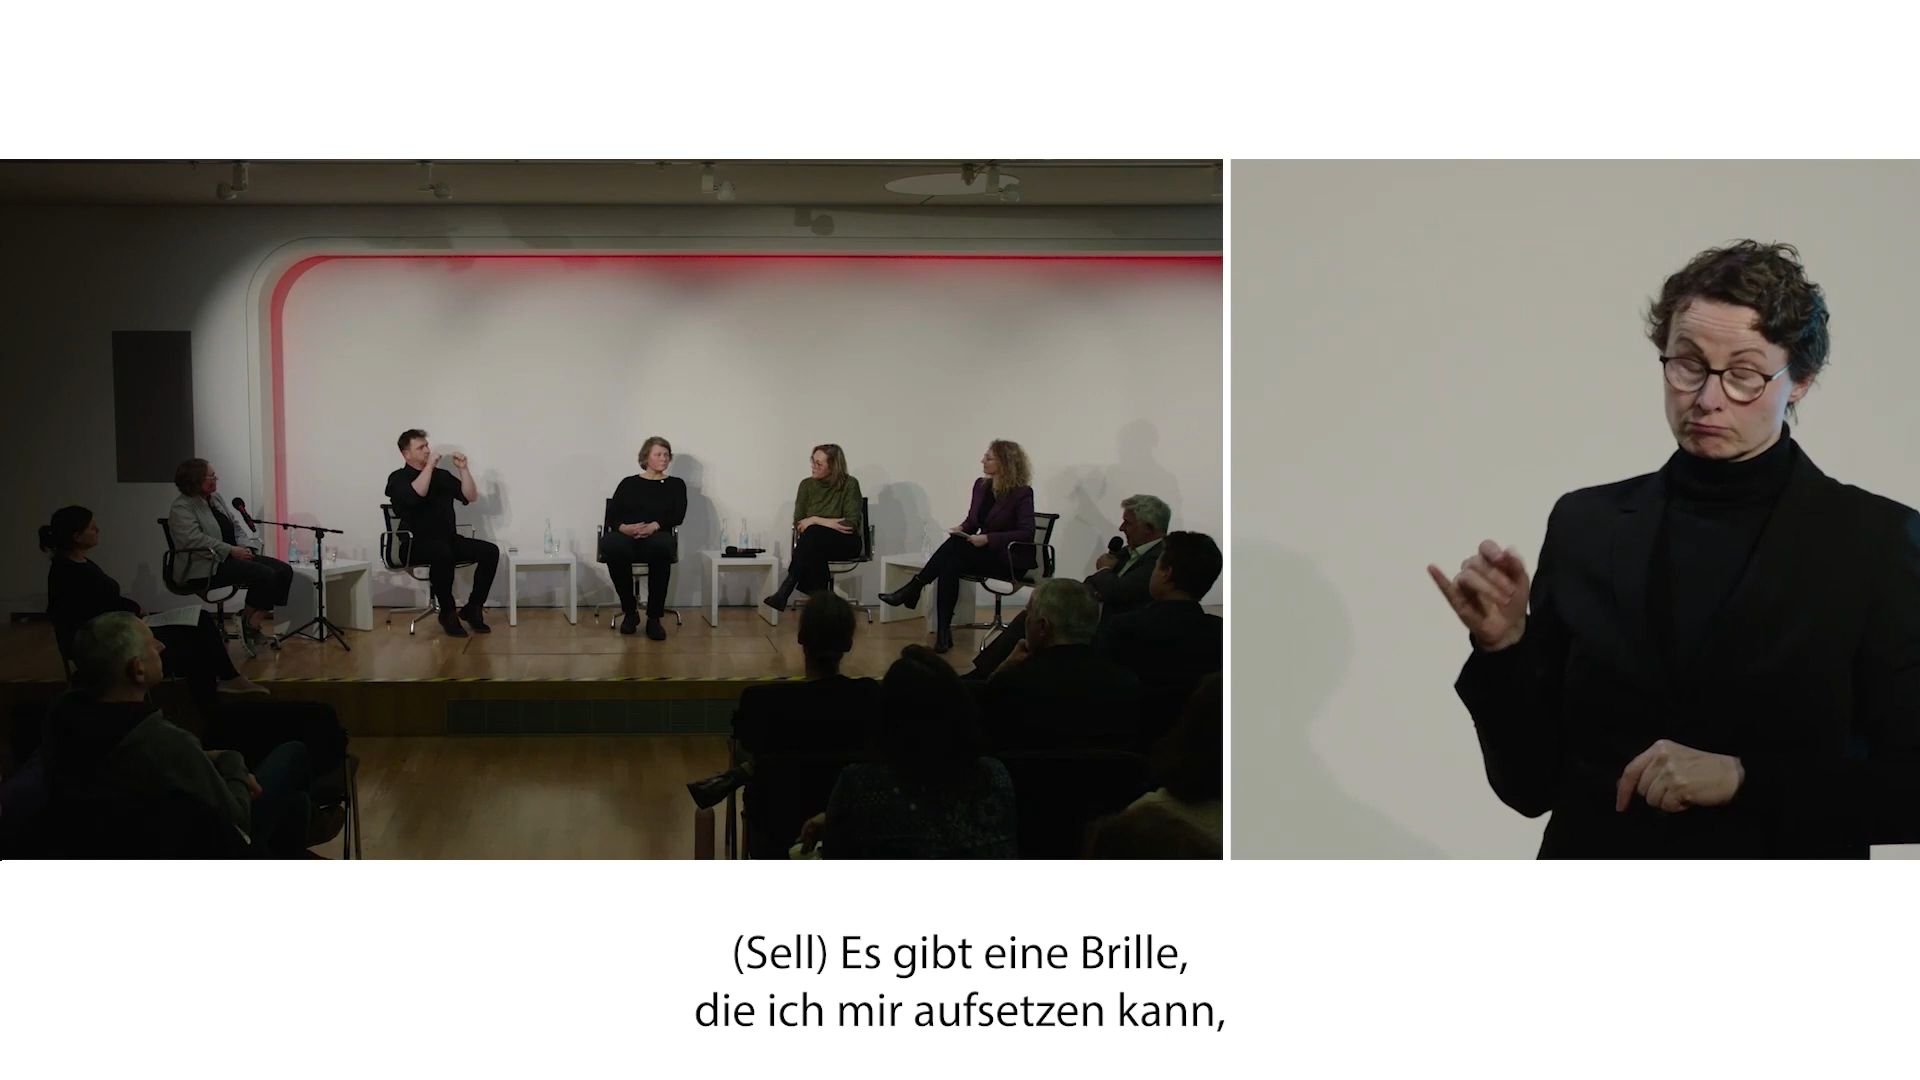 (Sell) Es gibt eine Brille,
die ich mir aufsetzen kann,